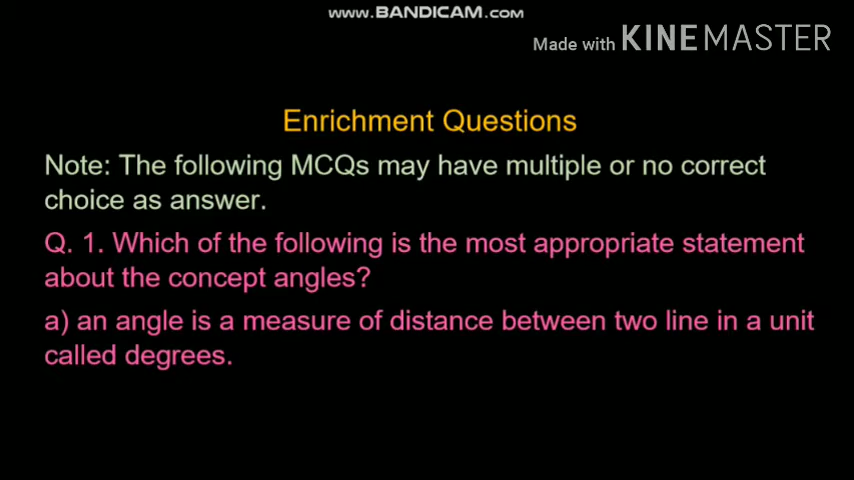 www.BANDICAM.com
Made with KINEMASTER
Enrichment Questions
Note: The following MCQs may have multiple or no correct
choice as answer.
Q. 1. Which of the following is the most appropriate statement
about the concept angles?
a) an angle is a measure of distance between two line in a unit
called degrees.